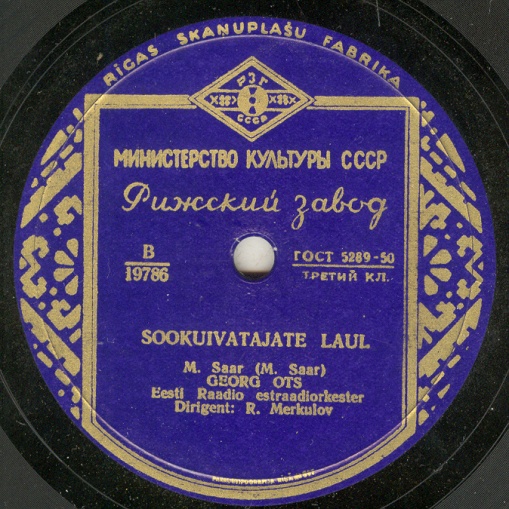 RĪGAS SKAŅUPLAŠU FABRIKA
РЗГ
СССР
МИНИСТЕРСТВО КУЛЬТУРЫ СССР
Рижский завод
В
19786
ГОСТ 5289-50
ТРЕТИЙ КЛ.
SOOKUIVATAJATE LAUL
M. Saar (M. Saar)
GEORG OTS
Eesti Raadio estraadiorkester
Dirigent: R. Merkulov